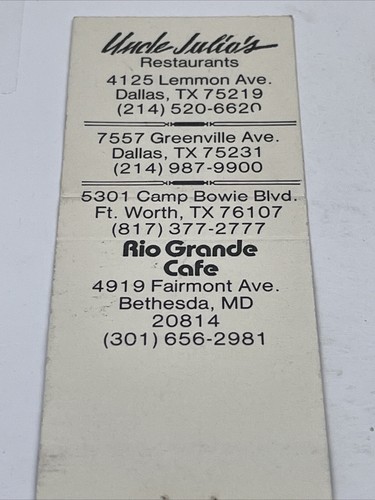 Uncle Julio's
Restaurants
4125 Lemmon Ave.
Dallas, TX 75219
(214) 520-6620
7557 Greenville Ave.
Dallas, TX 75231
(214) 987-9900
5301 Camp Bowie Blvd.
Ft. Worth, TX 76107
(817) 377-2777
Rio Grande
Cafe
4919 Fairmont Ave.
Bethesda, MD
20814
(301) 656-2981